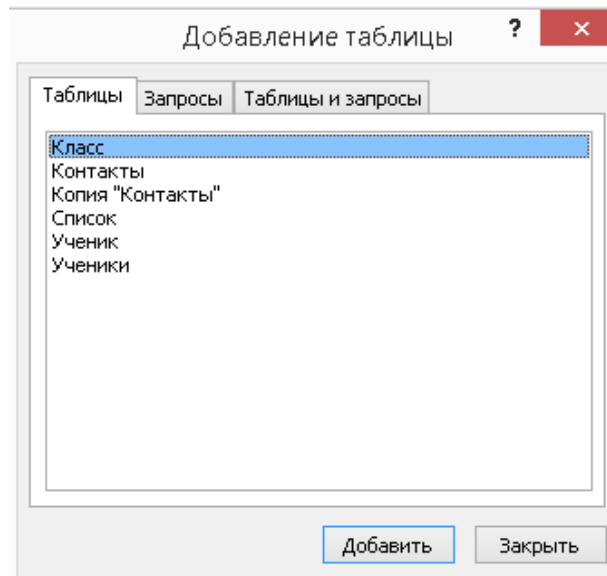 Добавление таблицы ? ×
Таблицы Запросы Таблицы и запросы
Класс
Контакты
Копия "Контакты"
Список
Ученик
Ученики
Добавить Закрыть